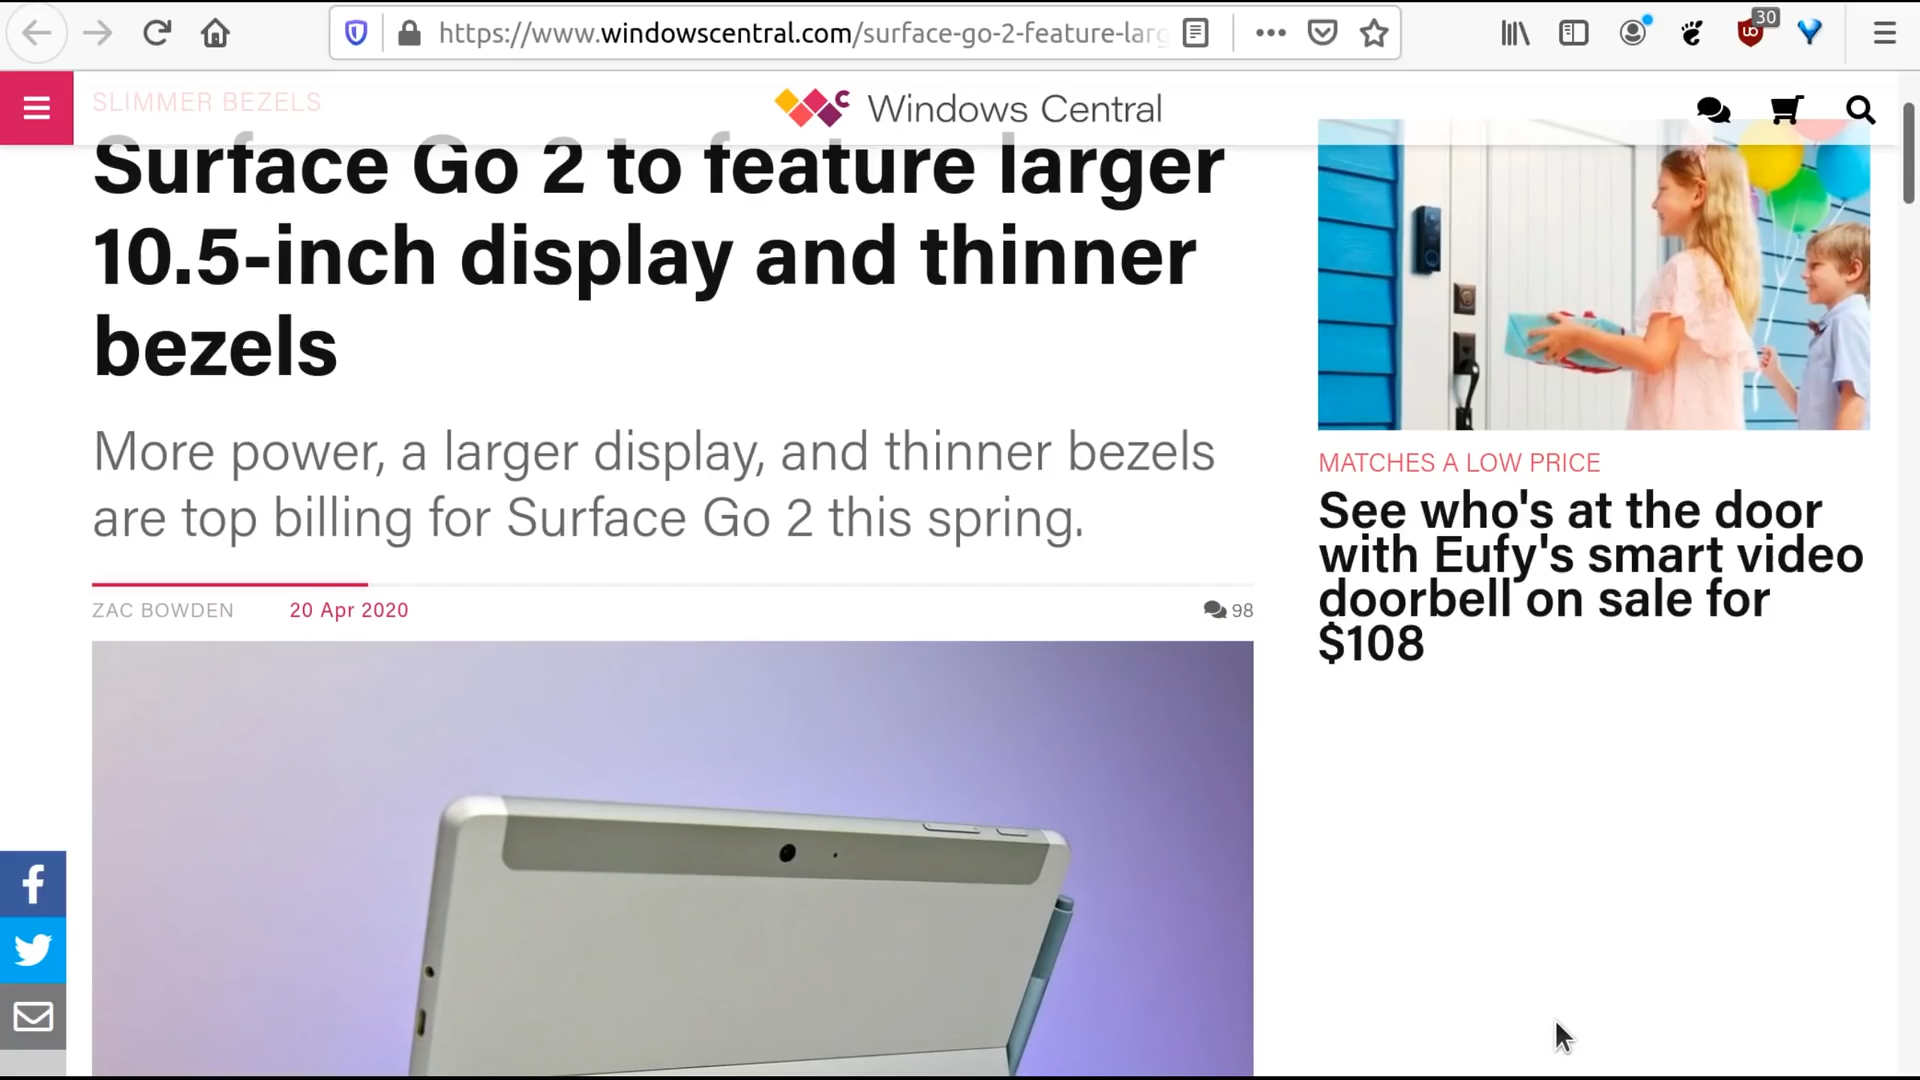 https://www.windowscentral.com/surface-go-2-feature-larg
30
SLIMMER BEZELS
Windows Central
Surface Go 2 to feature larger
10.5-inch display and thinner
bezels
More power, a larger display, and thinner bezels
are top billing for Surface Go 2 this spring.
ZAC BOWDEN 20 Apr 2020 98
MATCHES A LOW PRICE
See who's at the door
with Eufy's smart video
doorbell on sale for
$108